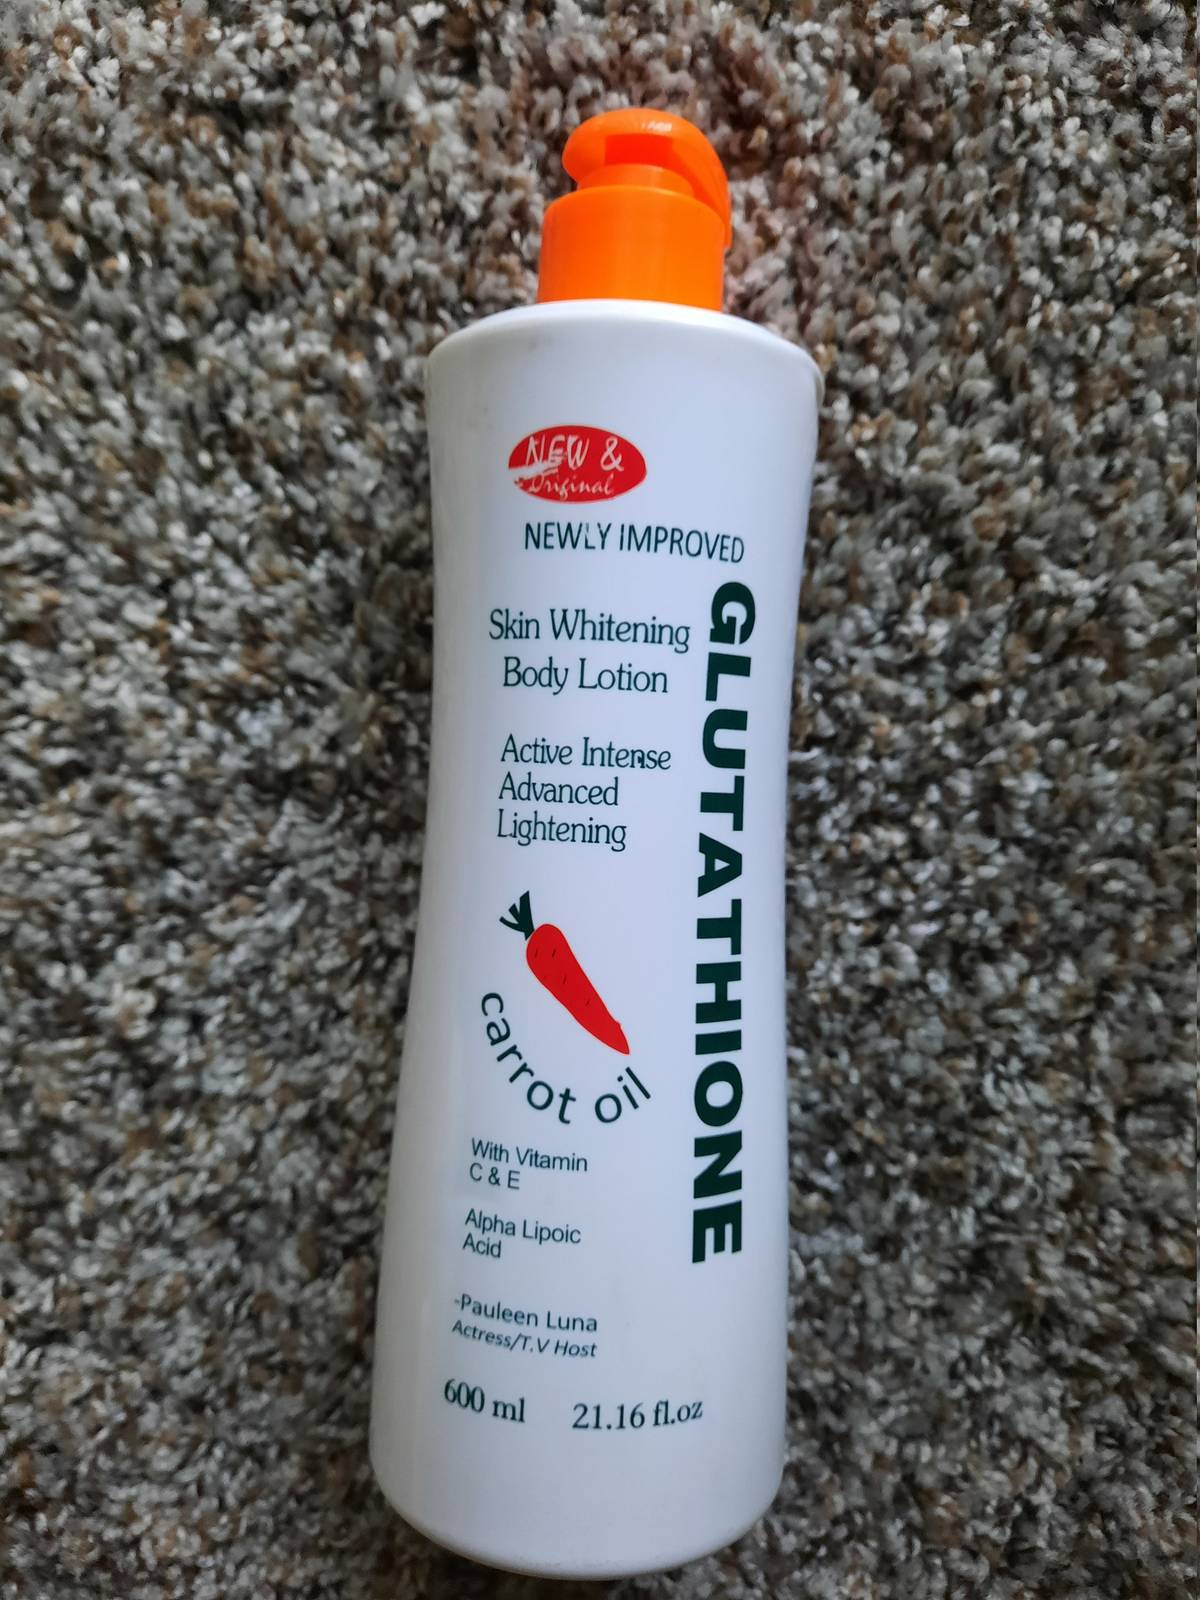 NEW &
Original
NEWLY IMPROVED
Skin Whitening
Body Lotion
GLUTATHIONE
Active Intense
Advanced
Lightening
carrot oil
With Vitamin
C & E
Alpha Lipoic
Acid
-Pauleen Luna
Actress/T.V Host
600 ml 21.16 fl.oz